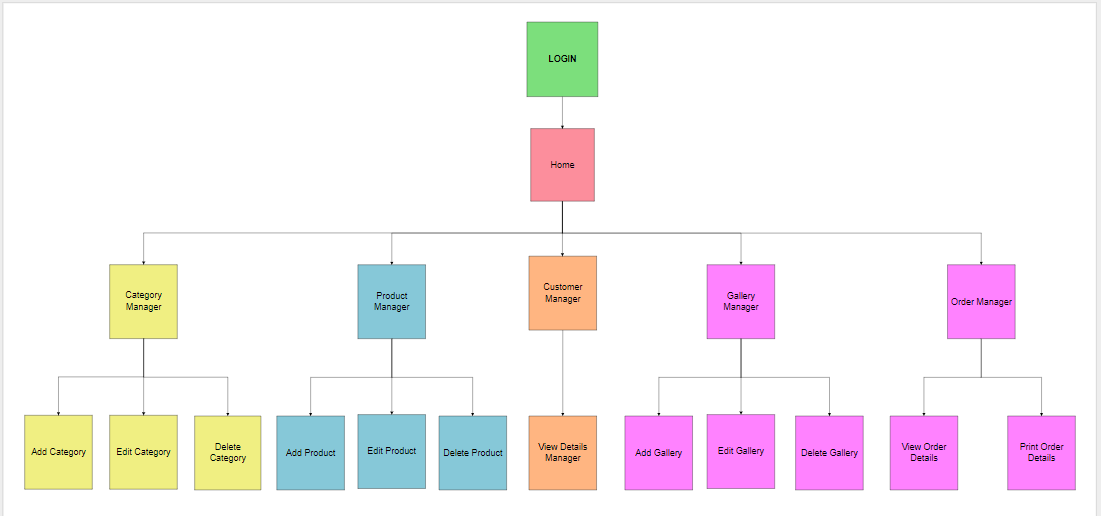 LOGIN
Home
Category
Manager
Product
Manager
Customer
Manager
Gallery
Manager
Order Manager
Add Category
Edit Category
Delete
Category
Add Product
Edit Product
Delete Product
View Details
Manager
Add Gallery
Edit Gallery
Delete Gallery
View Order
Details
Print Order
Details